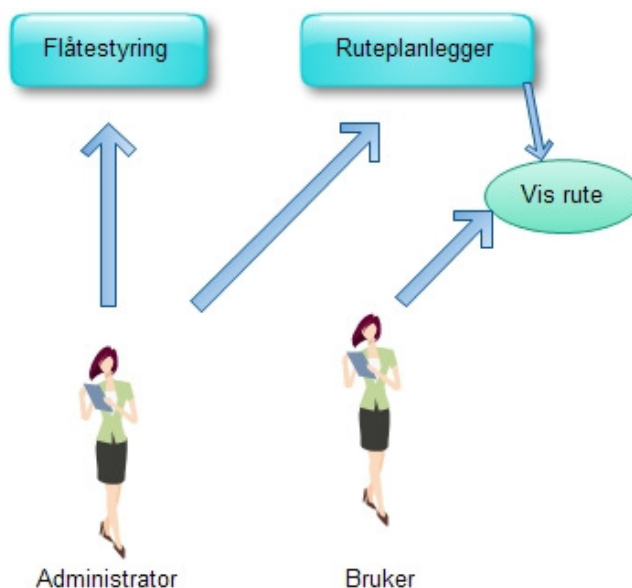 Flåtestyring
Ruteplanlegger
Vis rute
Administrator
Bruker